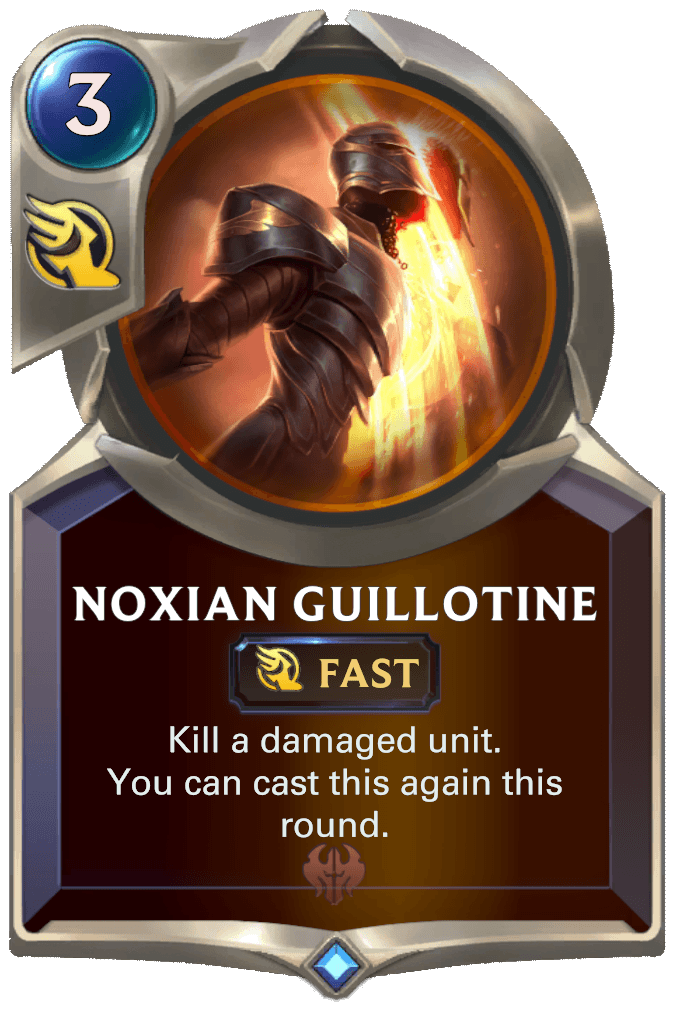 3
NOXIAN GUILLOTINE
FAST
Kill a damaged unit.
You can cast this again this
round.